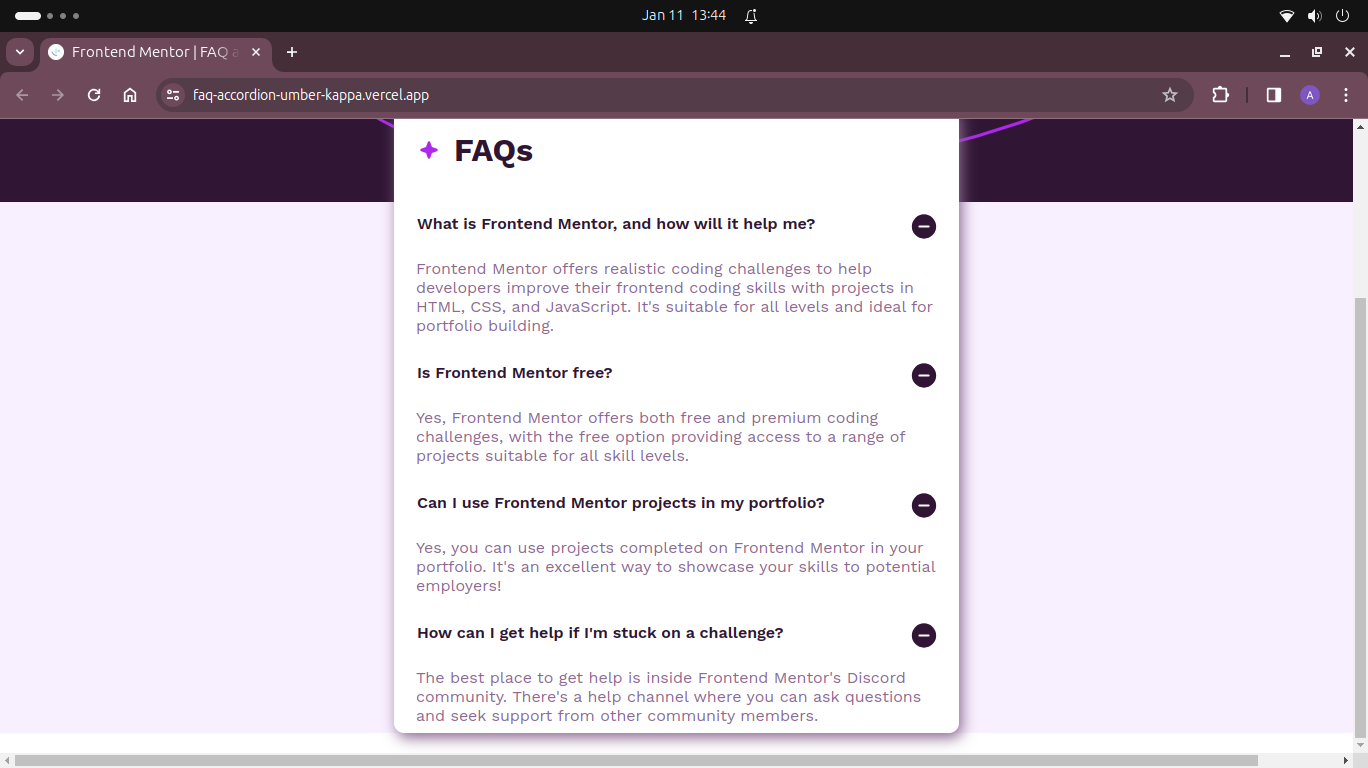 Jan 11 13:44
Frontend Mentor | FAQ a
faq-accordion-umber-kappa.vercel.app
A
FAQs
What is Frontend Mentor, and how will it help me?
Frontend Mentor offers realistic coding challenges to help
developers improve their frontend coding skills with projects in
HTML, CSS, and JavaScript. It's suitable for all levels and ideal for
portfolio building.
Is Frontend Mentor free?
Yes, Frontend Mentor offers both free and premium coding
challenges, with the free option providing access to a range of
projects suitable for all skill levels.
Can I use Frontend Mentor projects in my portfolio?
Yes, you can use projects completed on Frontend Mentor in your
portfolio. It's an excellent way to showcase your skills to potential
employers!
How can I get help if I'm stuck on a challenge?
The best place to get help is inside Frontend Mentor's Discord
community. There's a help channel where you can ask questions
and seek support from other community members.